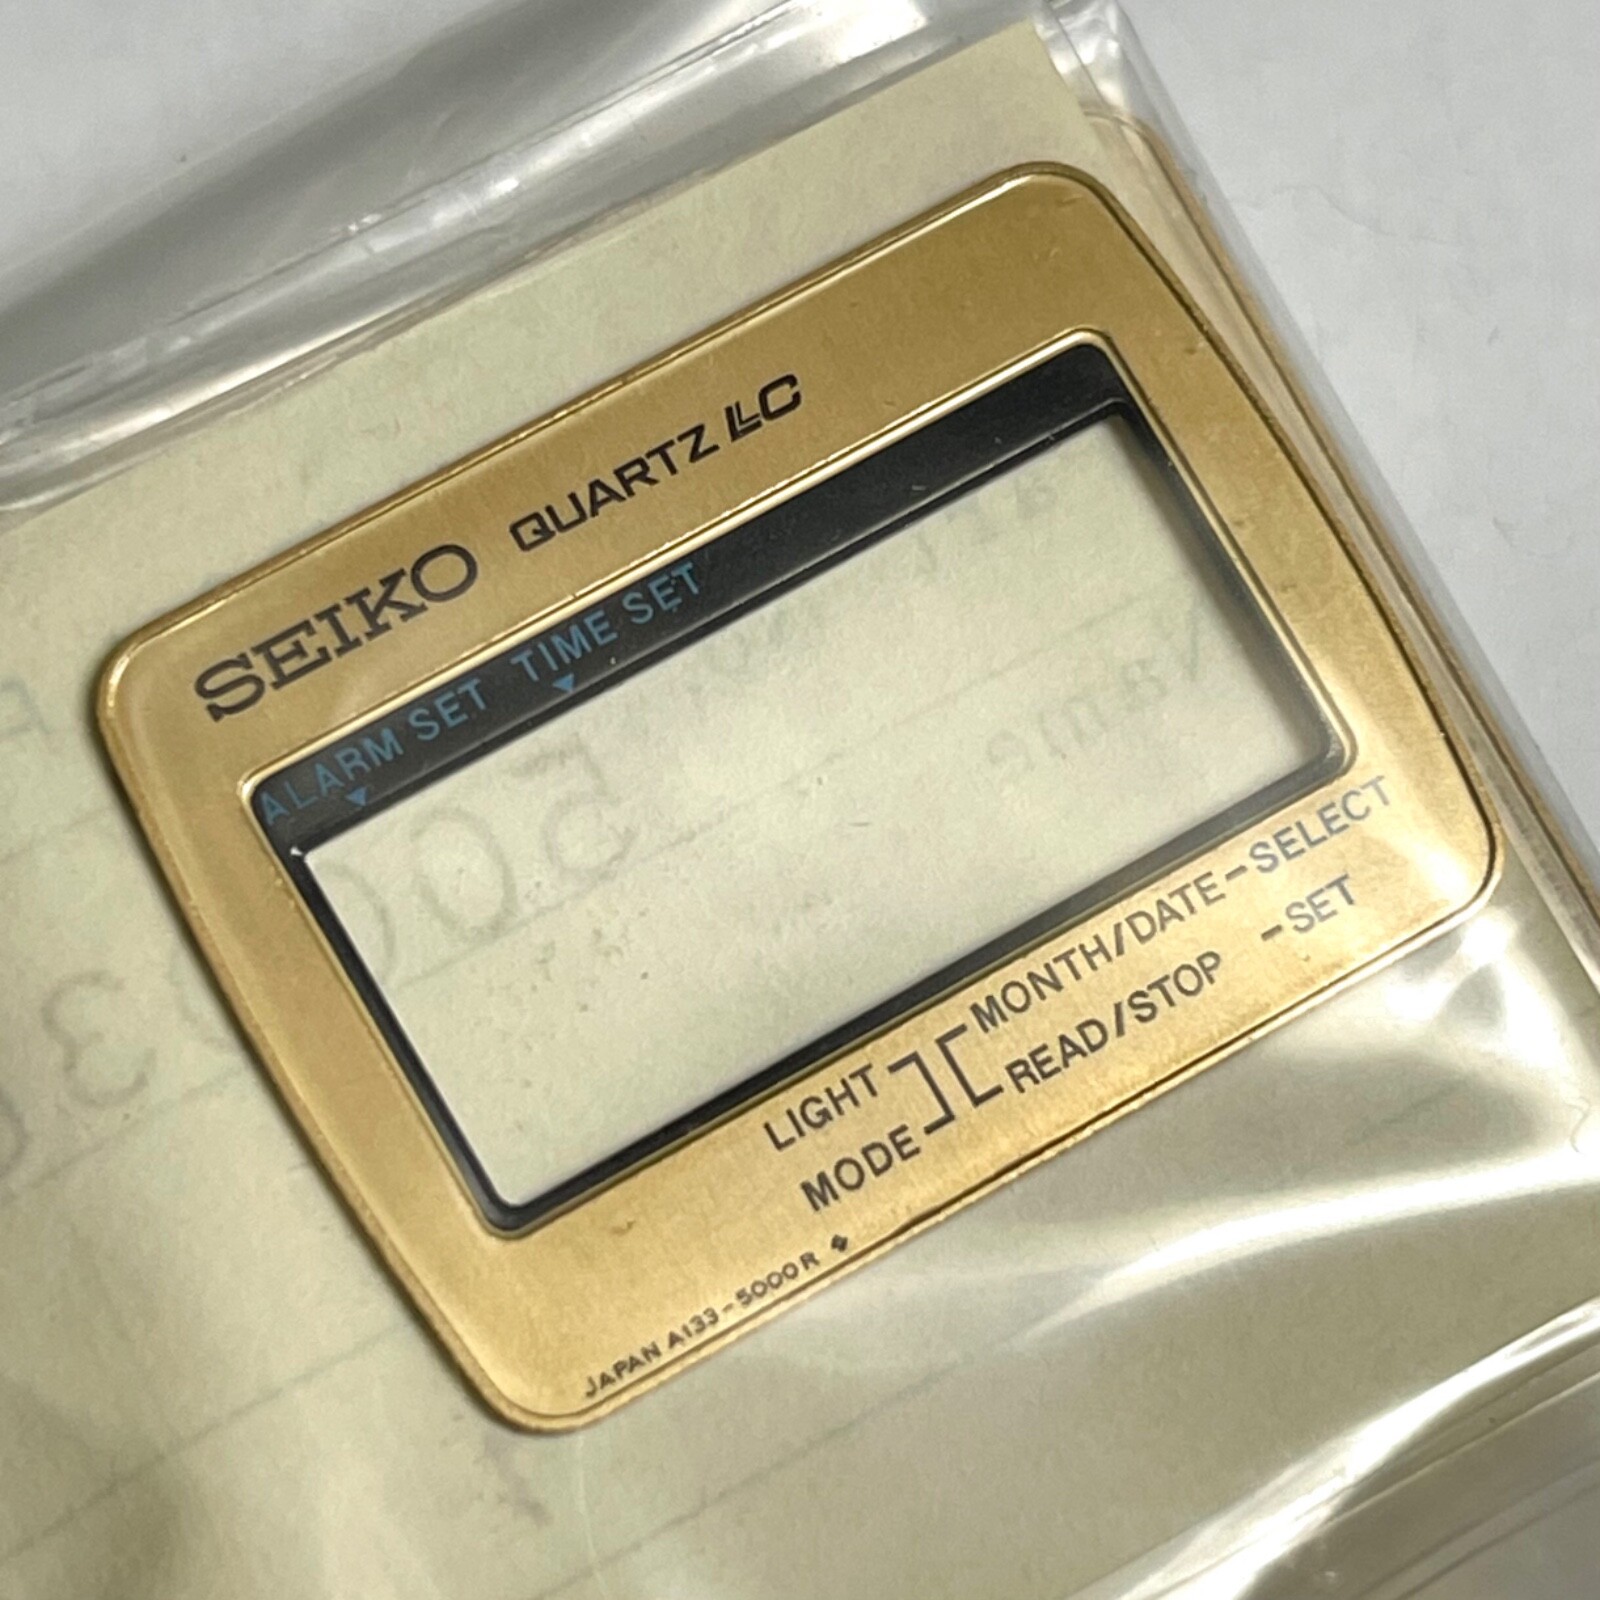 SEIKO QUARTZ LC
ALARM SET TIME SET
LIGHT MONTH/DATE-SELECT
MODE READ/STOP -SET
JAPAN A133-5000R